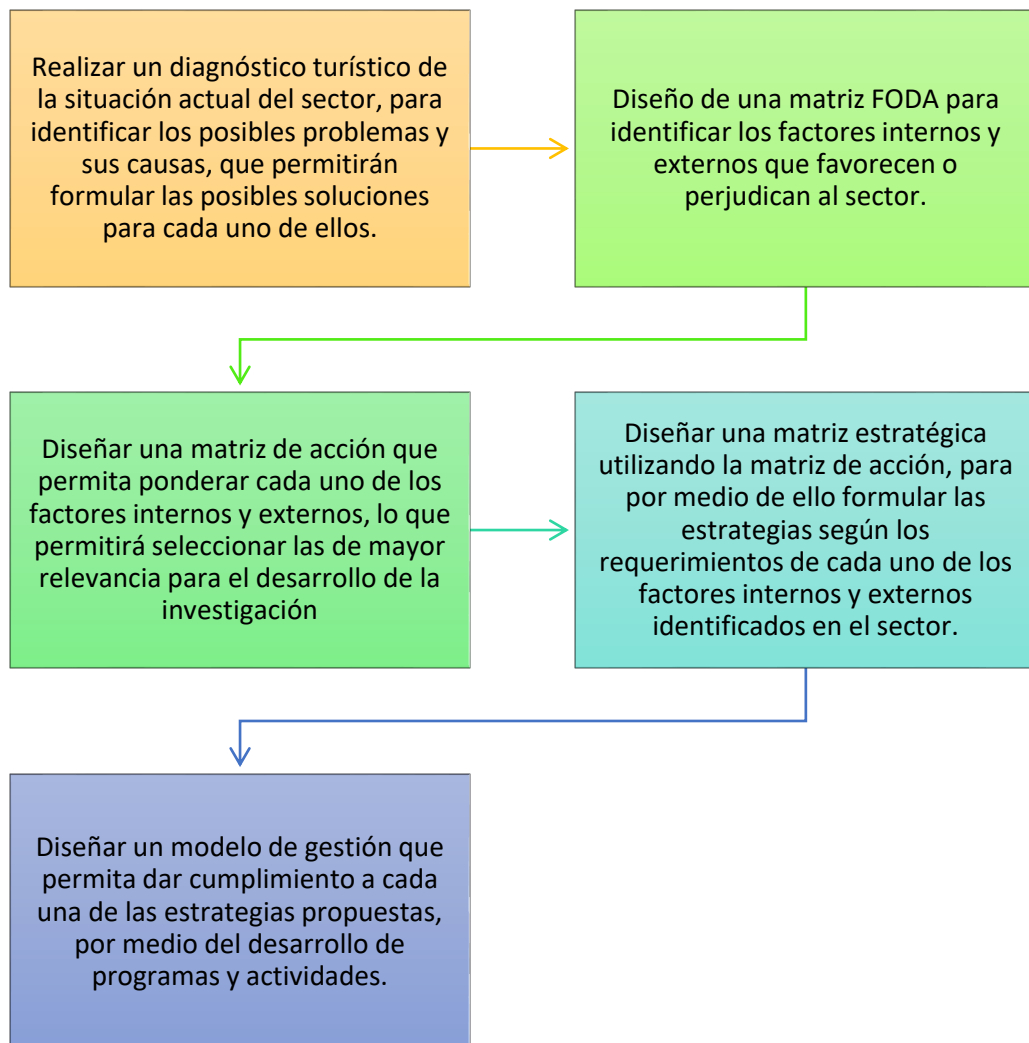 Realizar un diagnóstico turístico de
la situación actual del sector, para
identificar los posibles problemas y
sus causas, que permitirán
formular las posibles soluciones
para cada uno de ellos.
Diseño de una matriz FODA para
identificar los factores internos y
externos que favorecen o
perjudican al sector.
Diseñar una matriz de acción que
permita ponderar cada uno de los
factores internos y externos, lo que
permitirá seleccionar las de mayor
relevancia para el desarrollo de la
investigación
Diseñar una matriz estratégica
utilizando la matriz de acción, para
por medio de ello formular las
estrategias según los
requerimientos de cada uno de los
factores internos y externos
identificados en el sector.
Diseñar un modelo de gestión que
permita dar cumplimiento a cada
una de las estrategias propuestas,
por medio del desarrollo de
programas y actividades.